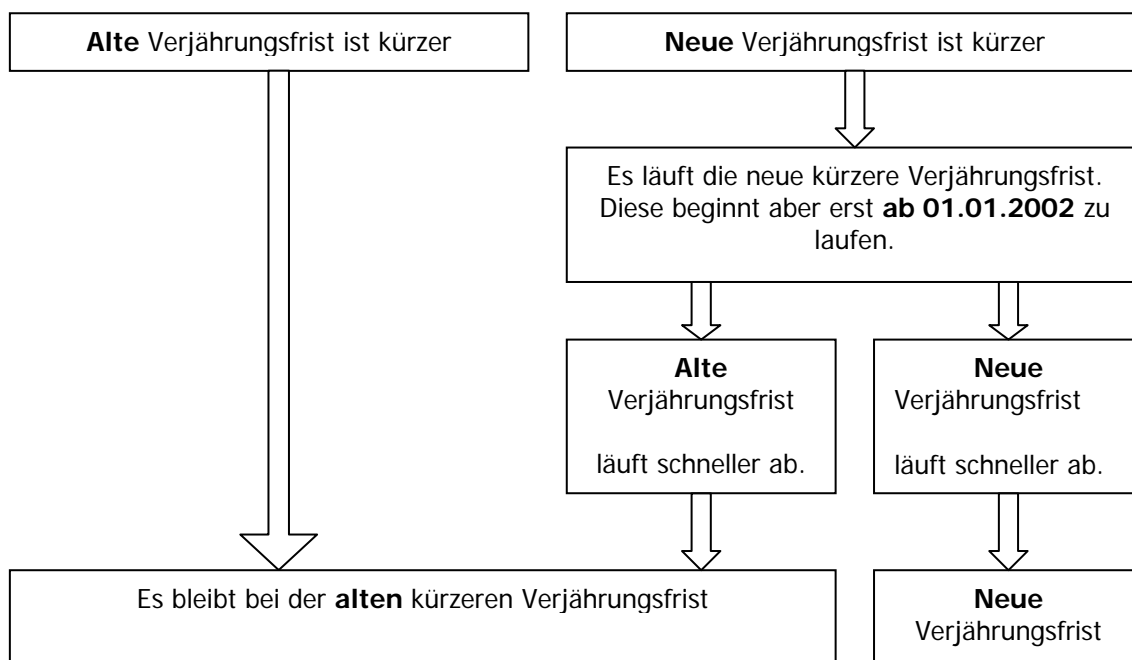 Alte Verjährungsfrist ist kürzer
Neue Verjährungsfrist ist kürzer
Es läuft die neue kürzere Verjährungsfrist.
Diese beginnt aber erst ab 01.01.2002 zu
laufen.
Alte
Verjährungsfrist
läuft schneller ab.
Neue
Verjährungsfrist
läuft schneller ab.
Es bleibt bei der alten kürzeren Verjährungsfrist
Neue
Verjährungsfrist